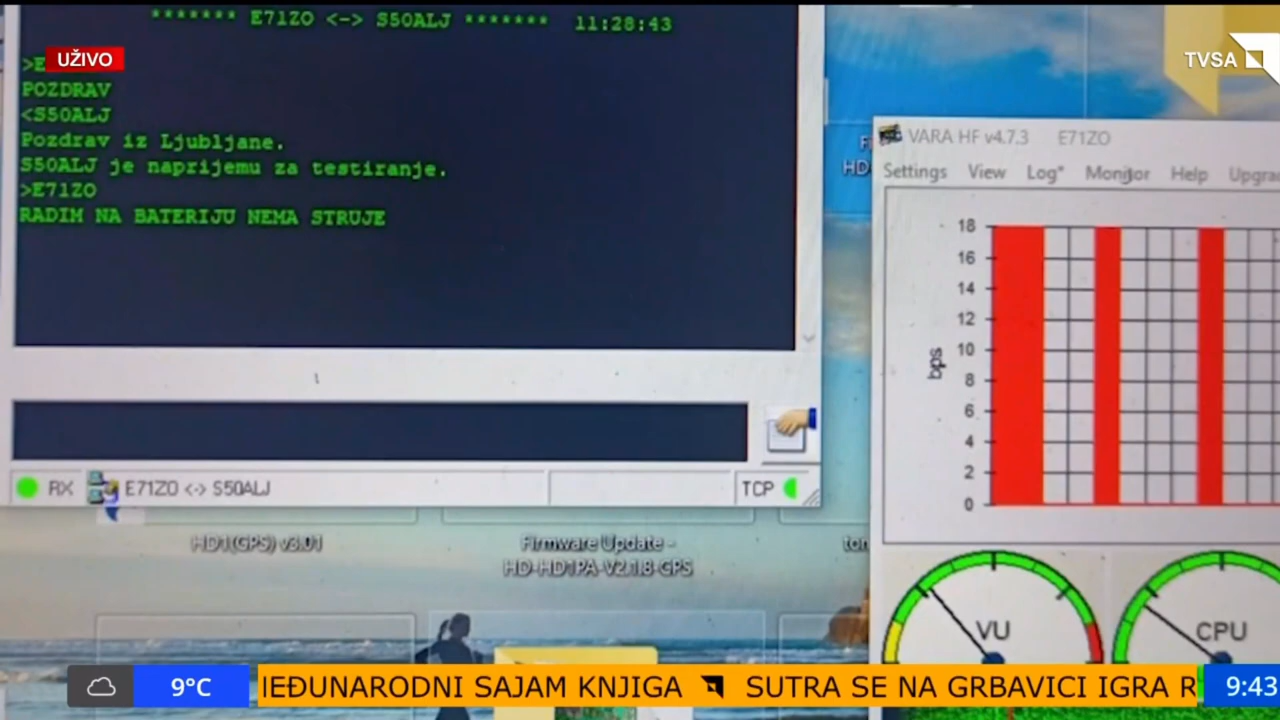 ******* E71ZO <-> S50ALJ ******* 11:28:43
UŽIVO
TVSA
>E
POZDRAV
<S50ALJ
Pozdrav iz Ljubljane.
S50ALJ je naprijemu za testiranje.
>E71ZO
RADIM NA BATERIJU NEMA STRUJE
RX E71ZO <-> S50ALJ TCP
VARA HF v4.7.3 E71ZO
Settings View Log" Monitor Help Upgra
18
16
14
12
10
8
6
4
2
0
bps
VU
CPU
HD1(GPS) v3.01
Firmware Update -
HD-HD1PA-V2.1.8-GPS
ton
9°C
IEĐUNARODNI SAJAM KNJIGA SUTRA SE NA GRBAVICI IGRA R
9:43